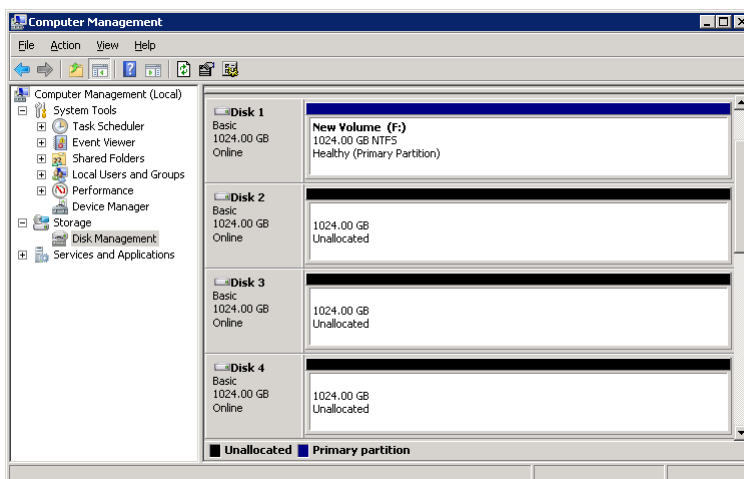 Computer Management
File Action View Help
Computer Management (Local)
System Tools
Task Scheduler
Event Viewer
Shared Folders
Local Users and Groups
Performance
Device Manager
Storage
Disk Management
Services and Applications
Disk 1
Basic
1024.00 GB
Online
New Volume (F:)
1024.00 GB NTFS
Healthy (Primary Partition)
Disk 2
Basic
1024.00 GB
Online
1024.00 GB
Unallocated
Disk 3
Basic
1024.00 GB
Online
1024.00 GB
Unallocated
Disk 4
Basic
1024.00 GB
Online
1024.00 GB
Unallocated
Unallocated Primary partition